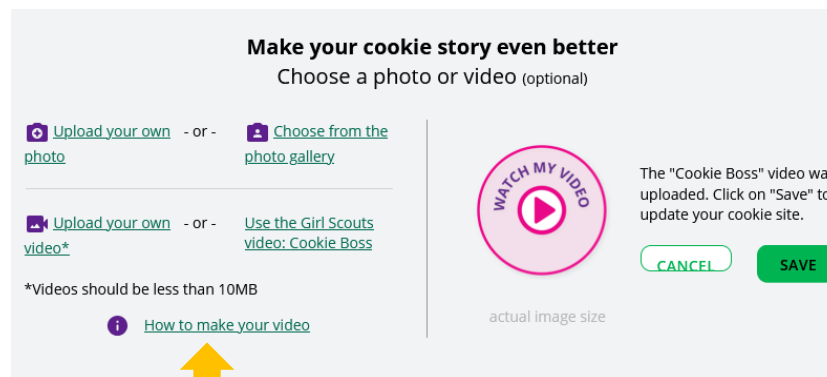 Make your cookie story even better
Choose a photo or video (optional)
Upload your own - or - Choose from the
photo photo gallery
Upload your own - or - Use the Girl Scouts
video* video: Cookie Boss
*Videos should be less than 10MB
How to make your video
WATCH MY VIDEO
actual image size
The "Cookie Boss" video wa
uploaded. Click on "Save" to
update your cookie site.
CANCEL SAVE